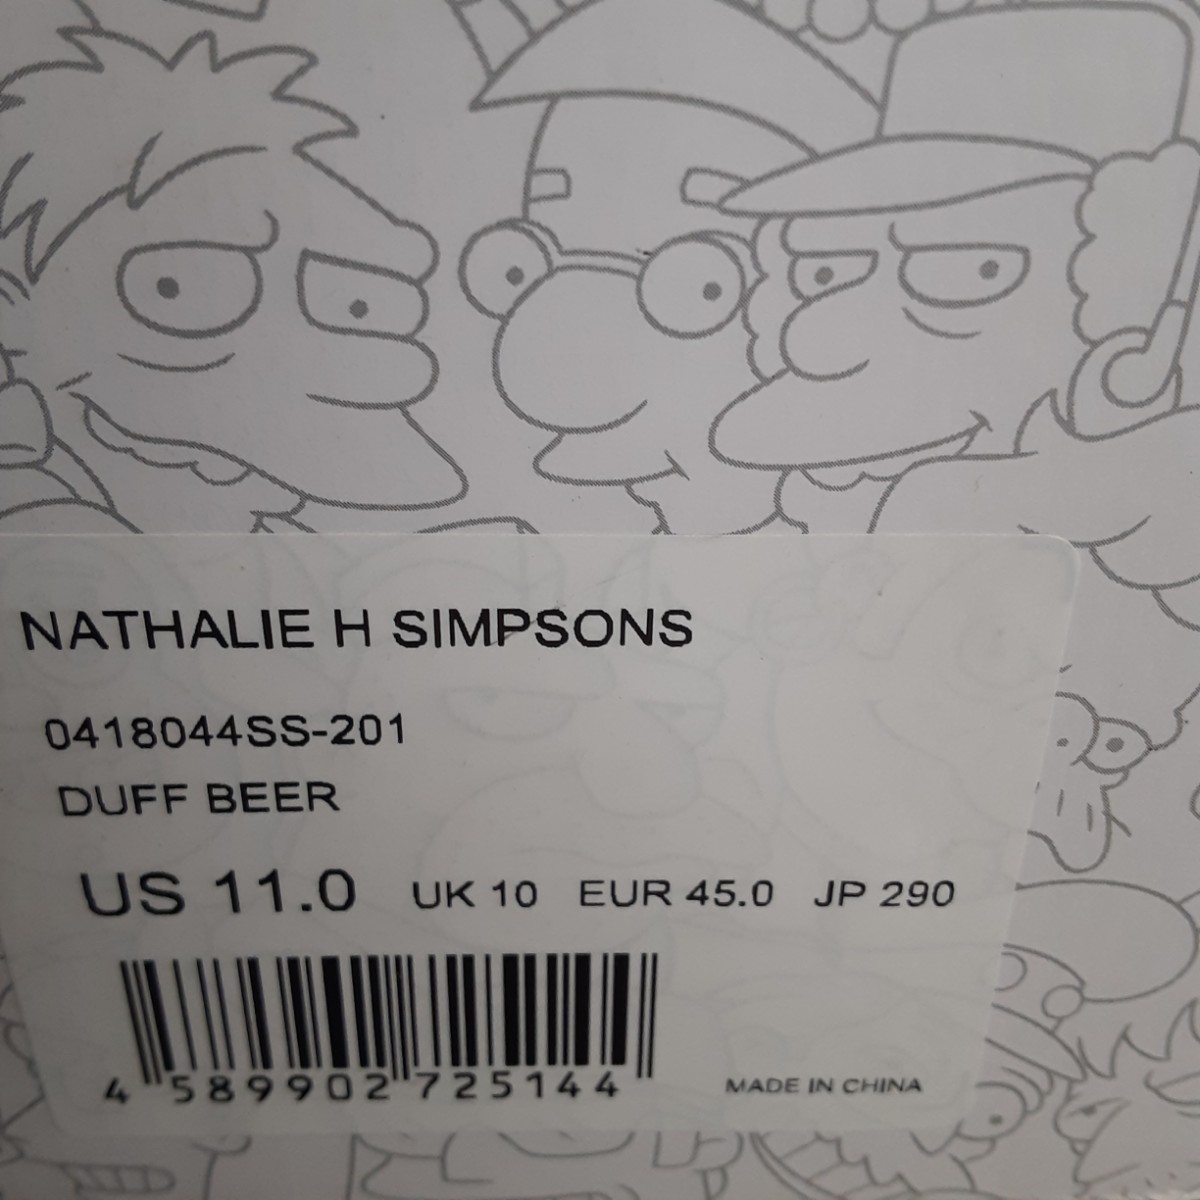 NATHALIE H SIMPSONS
0418044SS-201
DUFF BEER
US 11.0 UK 10 EUR 45.0 JP 290
4 589902 725144
MADE IN CHINA